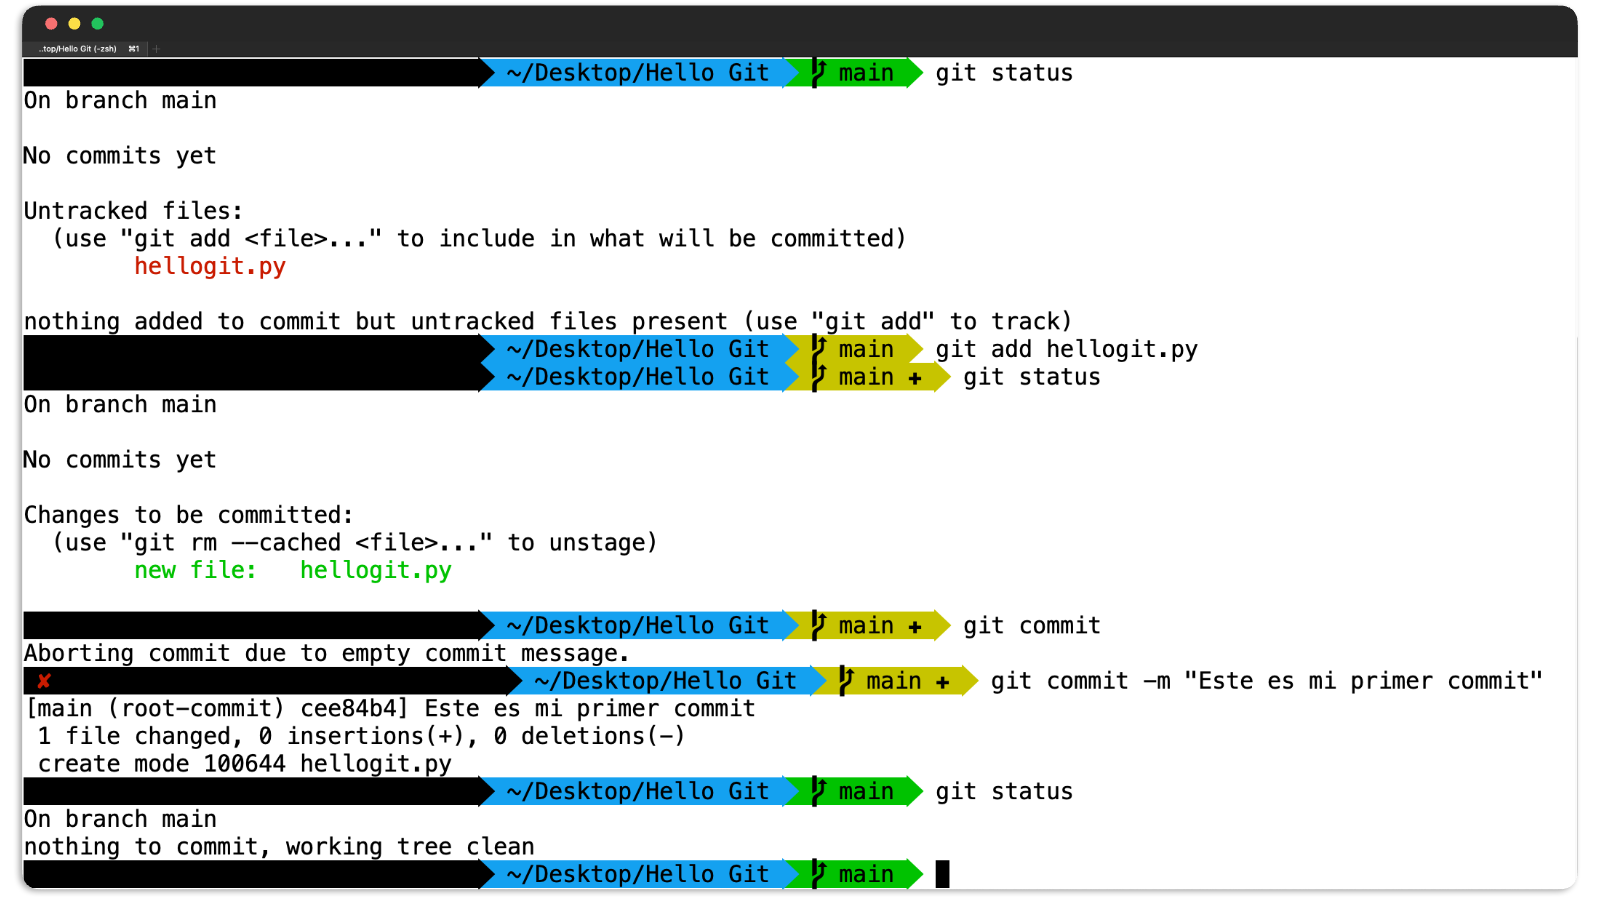 ..top/Hello Git (-zsh) ⌘1 +
~/Desktop/Hello Git main git status
On branch main
No commits yet
Untracked files:
(use "git add <file>..." to include in what will be committed)
hellogit.py
nothing added to commit but untracked files present (use "git add" to track)
~/Desktop/Hello Git main git add hellogit.py
~/Desktop/Hello Git main + git status
On branch main
No commits yet
Changes to be committed:
(use "git rm --cached <file>..." to unstage)
new file: hellogit.py
~/Desktop/Hello Git main + git commit
Aborting commit due to empty commit message.
✘ ~/Desktop/Hello Git main + git commit -m "Este es mi primer commit"
[main (root-commit) cee84b4] Este es mi primer commit
1 file changed, 0 insertions(+), 0 deletions(-)
create mode 100644 hellogit.py
~/Desktop/Hello Git main git status
On branch main
nothing to commit, working tree clean
~/Desktop/Hello Git main